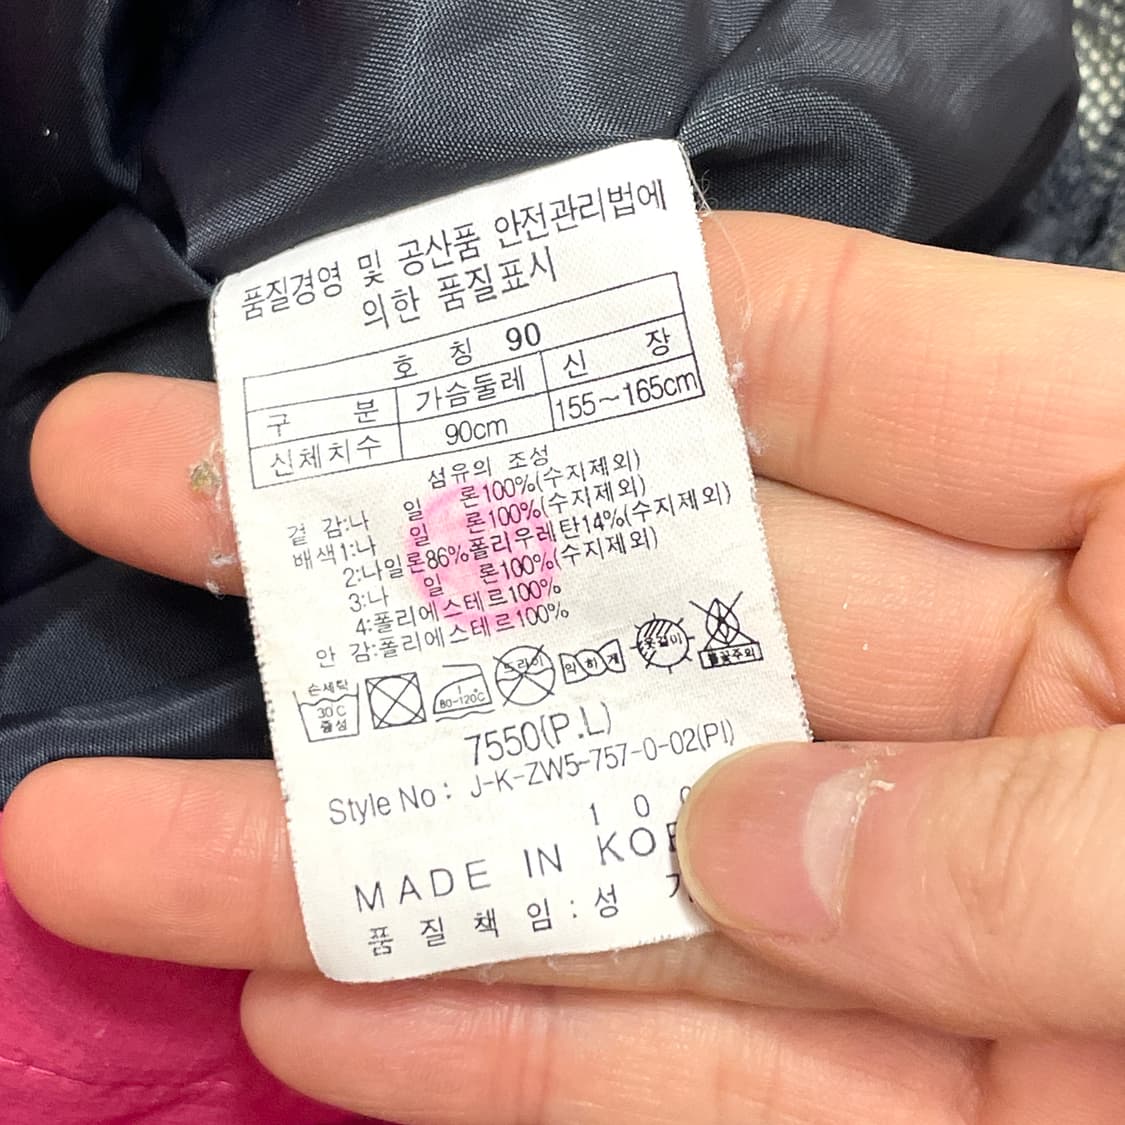 품질경영 및 공산품 안전관리법에
의한 품질표시
호 칭 90
구 분 가슴둘레 신 장
신체치수 90cm 155~165cm
섬유의 조성
겉 감:나 일 론100%(수지제외)
배색1:나 일 론100%(수지제외)
2:나일론86%폴리우레탄14%(수지제외)
3:나 일 론100%(수지제외)
4:폴리에스테르100%
안 감:폴리에스테르100%
손세탁 30℃ 중성
80-120℃
드라이
약하게
옷걸이
불꽃주의
7550(P.L)
Style No : J-K-ZW5-757-0-02(PI)
1 0
MADE IN
품 질 책 임 : 성